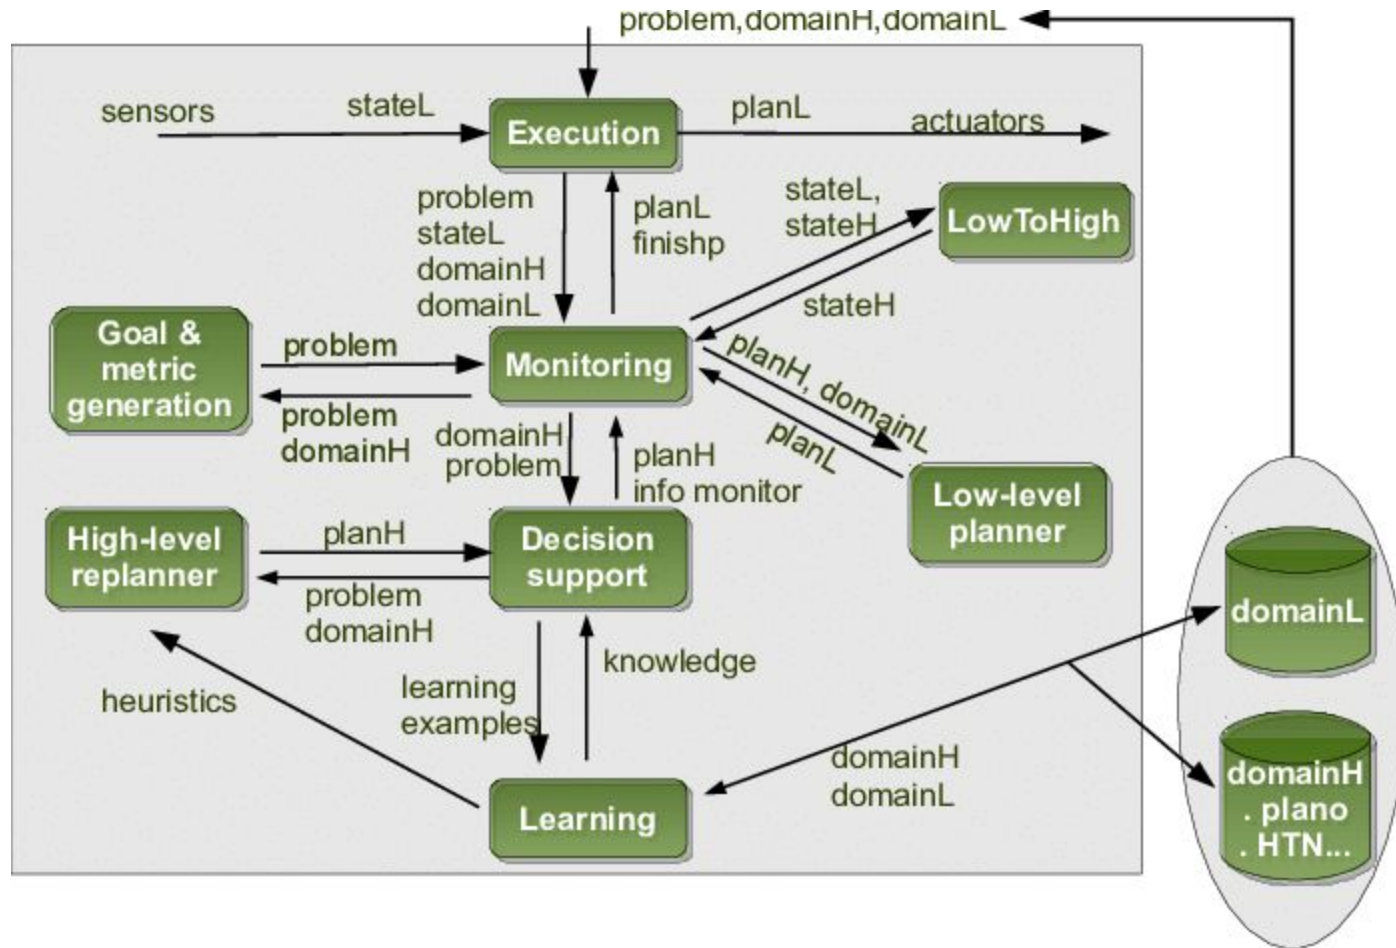 problem,domainH,domainL
sensors
stateL
Execution
planL
actuators
problem
stateL
domainH
domainL
planL
finishp
stateL,
stateH
LowToHigh
stateH
Goal &
metric
generation
problem
problem
domainH
Monitoring
planH, domainL
planL
domainH
problem
planH
info monitor
Low-level
planner
High-level
replanner
planH
problem
domainH
Decision
support
heuristics
learning
examples
knowledge
Learning
domainH
domainL
domainL
domainH
. plano
. HTN...